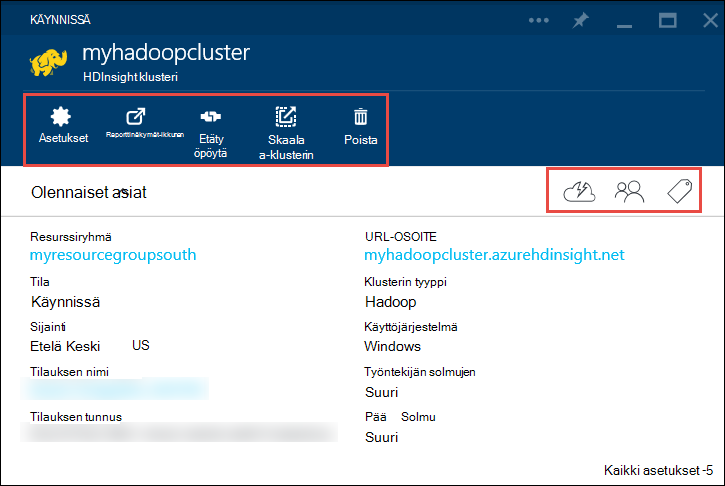 KÄYNNISSÄ
myhadoopcluster
HDInsight klusteri
Asetukset
Raporttinäkymät-ikkunan
Etäty
öpöytä
Skaala
a-klusterin
Poista
Olennaiset asiat
Resurssiryhmä
myresourcegroupsouth
Tila
Käynnissä
Sijainti
Etelä Keski US
Tilauksen nimi
Tilauksen tunnus
URL-OSOITE
myhadoopcluster.azurehdinsight.net
Klusterin tyyppi
Hadoop
Käyttöjärjestelmä
Windows
Työntekijän solmujen
Suuri
Pää Solmu
Suuri
Kaikki asetukset -5